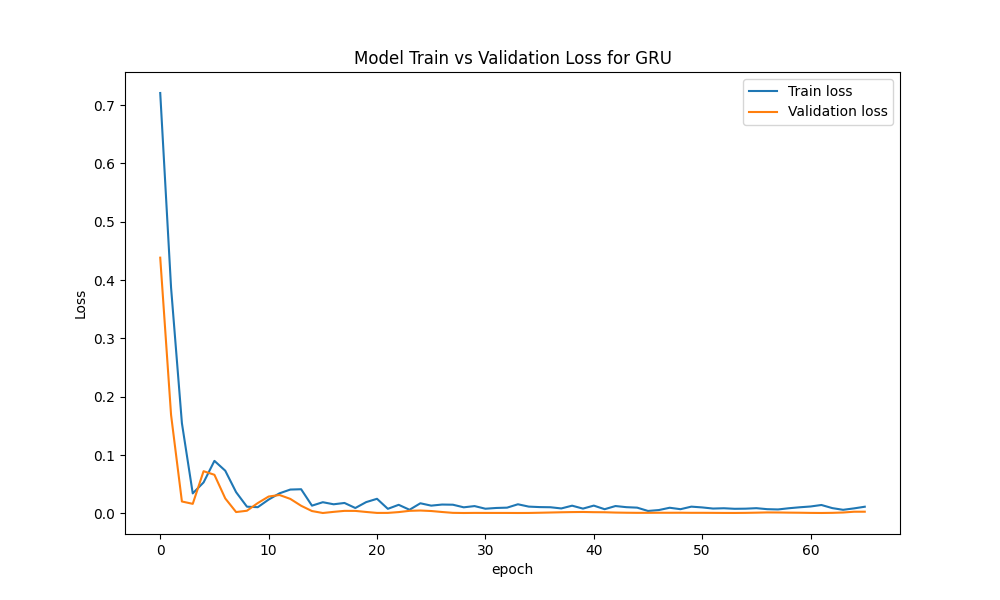 Model Train vs Validation Loss for GRU
Train loss
Validation loss
0.7
0.6
0.5
0.4
0.3
0.2
0.1
0.0
Loss
0 10 20 30 40 50 60
epoch